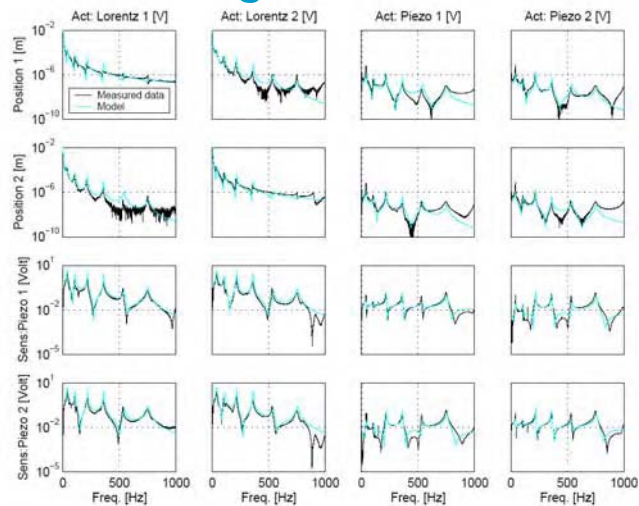 Act: Lorentz 1 [V] Act: Lorentz 2 [V] Act: Piezo 1 [V] Act: Piezo 2 [V]
Position 1 [m]
10^-2
10^-6
10^-10
Measured data
Model
Position 2 [m]
10^-2
10^-6
10^-10
Sens:Piezo 1 [Volt]
10^1
10^-2
10^-5
Sens:Piezo 2 [Volt]
10^1
10^-2
10^-5
0 500 1000 0 500 1000 0 500 1000 0 500 1000
Freq. [Hz] Freq. [Hz] Freq. [Hz] Freq. [Hz]